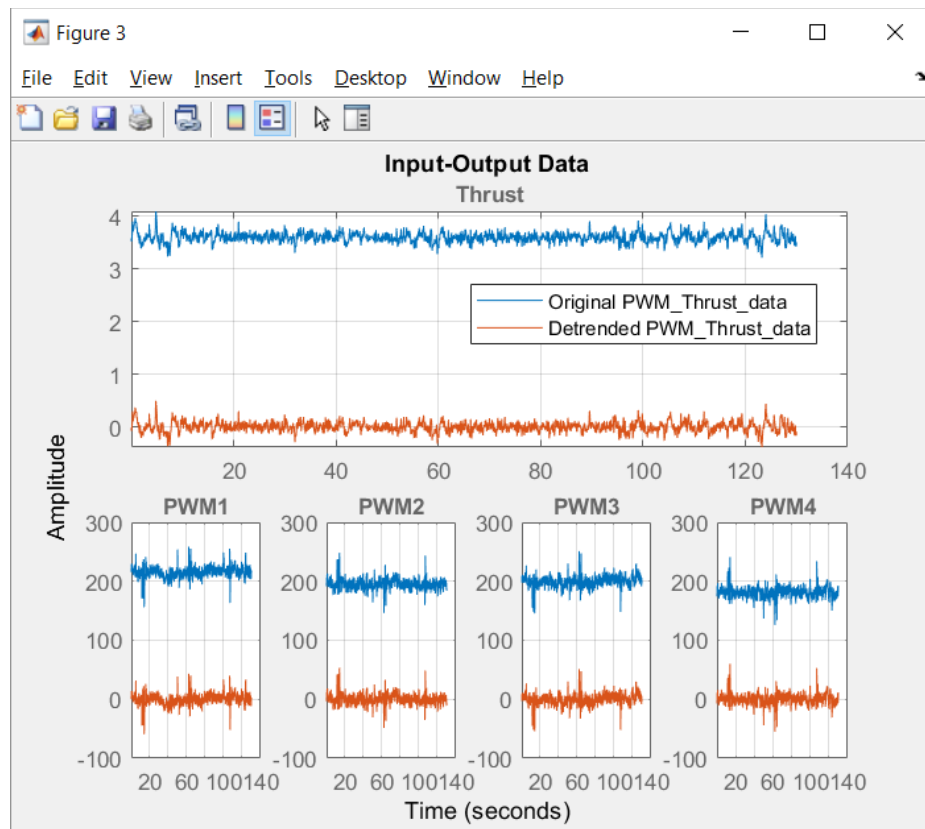 Figure 3
File Edit View Insert Tools Desktop Window Help
Input-Output Data
Thrust
4
3
2
1
0
Original PWM_Thrust_data
Detrended PWM_Thrust_data
20 40 60 80 100 120 140
Amplitude
PWM1 PWM2 PWM3 PWM4
300 300 300 300
200 200 200 200
100 100 100 100
0 0 0 0
-100 -100 -100 -100
20 60 100140 20 60 100140 20 60 100140 20 60 100140
Time (seconds)